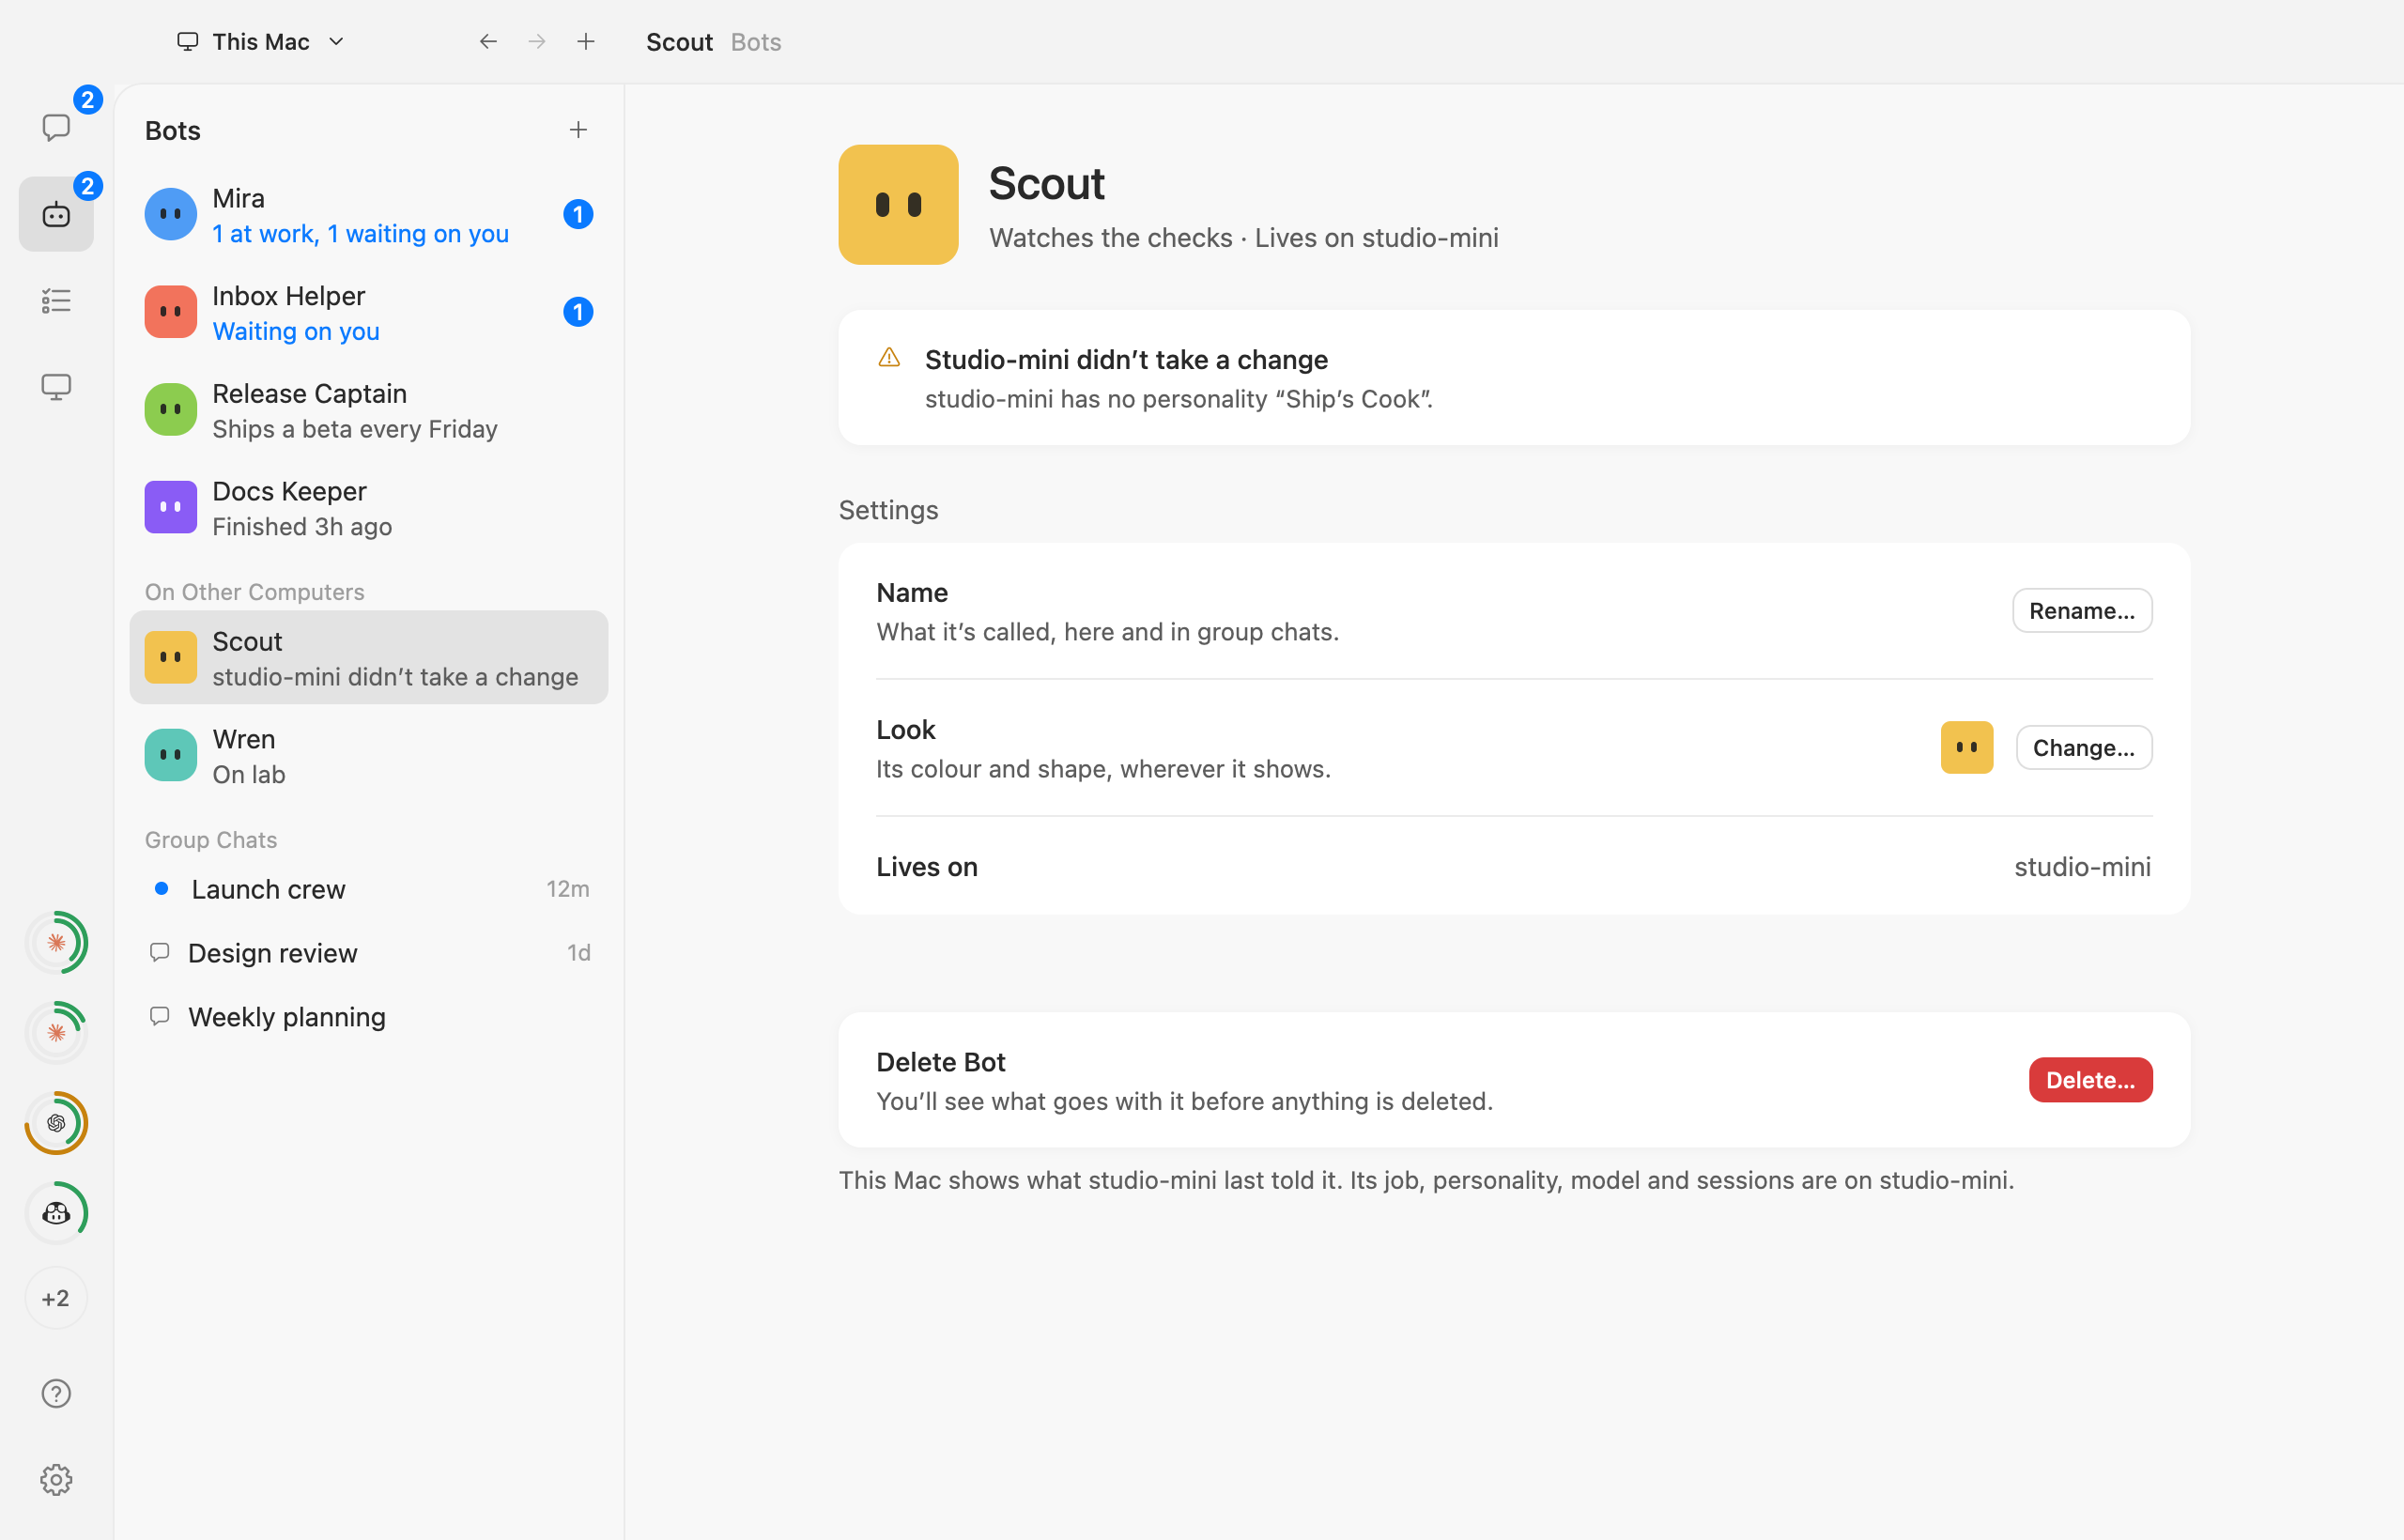 This Mac
Scout Bots
2
2
Bots
Mira
1 at work, 1 waiting on you
1
Inbox Helper
Waiting on you
1
Release Captain
Ships a beta every Friday
Docs Keeper
Finished 3h ago
On Other Computers
Scout
studio-mini didn’t take a change
Wren
On lab
Group Chats
Launch crew 12m
Design review 1d
Weekly planning
+2
Scout
Watches the checks · Lives on studio-mini
Studio-mini didn’t take a change
studio-mini has no personality “Ship’s Cook”.
Settings
Name
What it’s called, here and in group chats.
Rename…
Look
Its colour and shape, wherever it shows.
Change…
Lives on
studio-mini
Delete Bot
You’ll see what goes with it before anything is deleted.
Delete…
This Mac shows what studio-mini last told it. Its job, personality, model and sessions are on studio-mini.